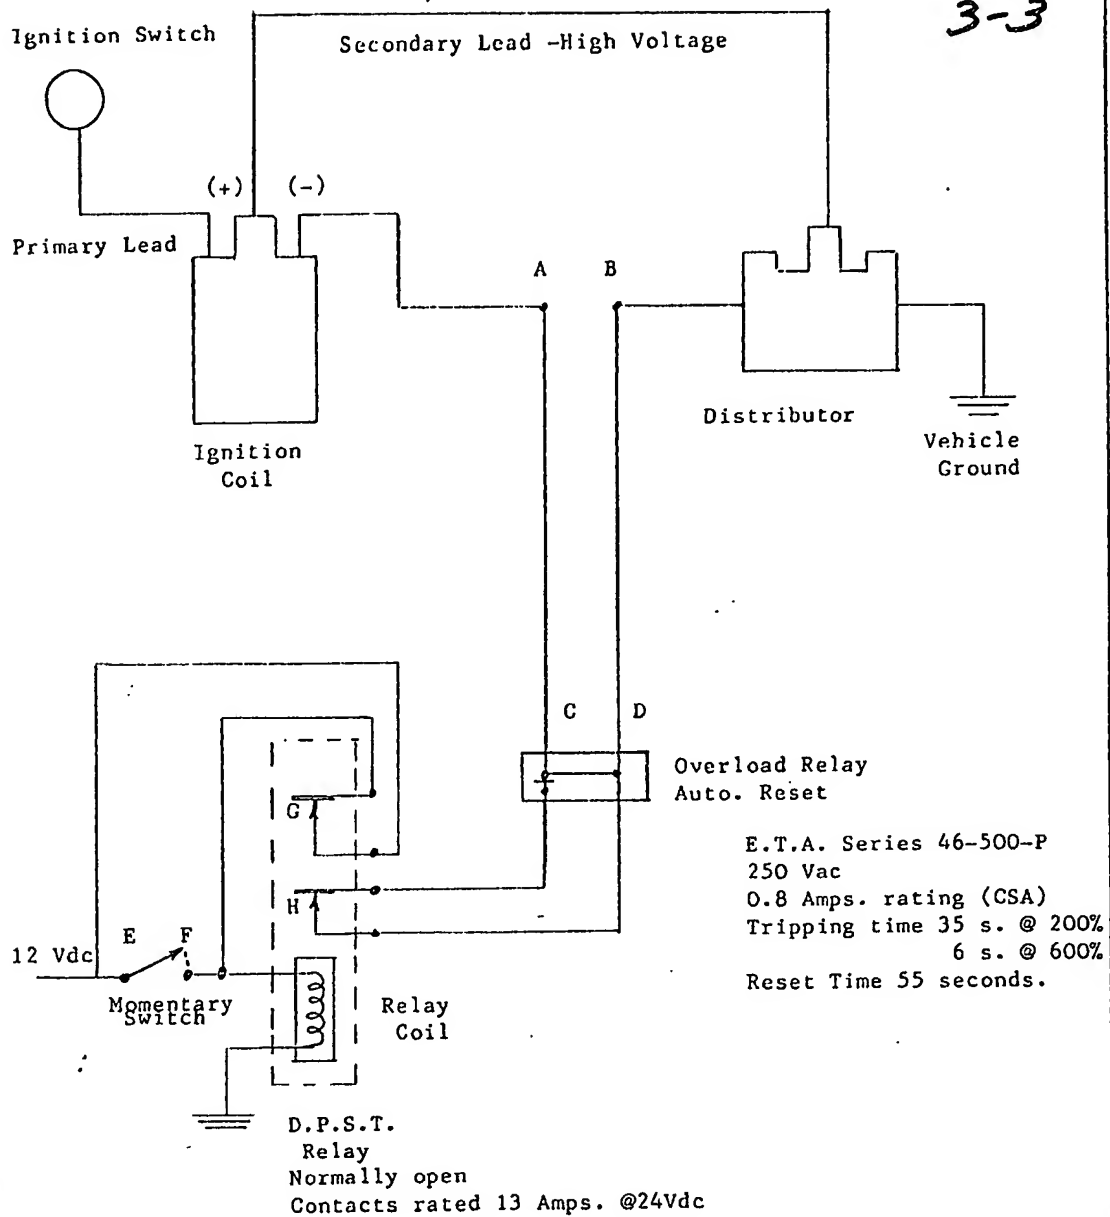 3-3
Ignition Switch
Secondary Lead -High Voltage
(+) (-)
Primary Lead
A B
Distributor
Vehicle
Ground
Ignition
Coil
C D
Overload Relay
Auto. Reset
G
E.T.A. Series 46-500-P
250 Vac
0.8 Amps. rating (CSA)
Tripping time 35 s. @ 200%
6 s. @ 600%
Reset Time 55 seconds.
H
E F
12 Vdc
Momentary
Switch
Relay
Coil
D.P.S.T.
Relay
Normally open
Contacts rated 13 Amps. @24Vdc